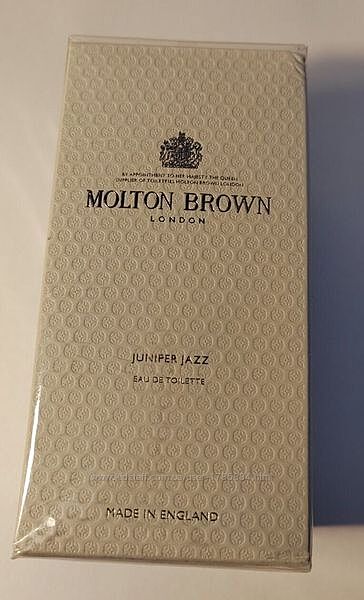 BY APPOINTMENT TO HER MAJESTY THE QUEEN
SUPPLIER OF TOILETRIES MOLTON BROWN LONDON
MOLTON BROWN
LONDON
JUNIPER JAZZ
EAU DE TOILETTE
MADE IN ENGLAND